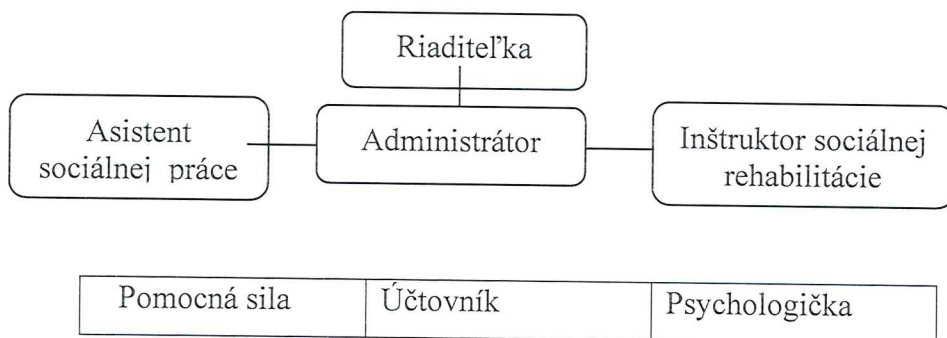 Riaditeľka
Asistent
sociálnej práce
Administrátor
Inštruktor sociálnej
rehabilitácie
Pomocná sila
Účtovník
Psychologička